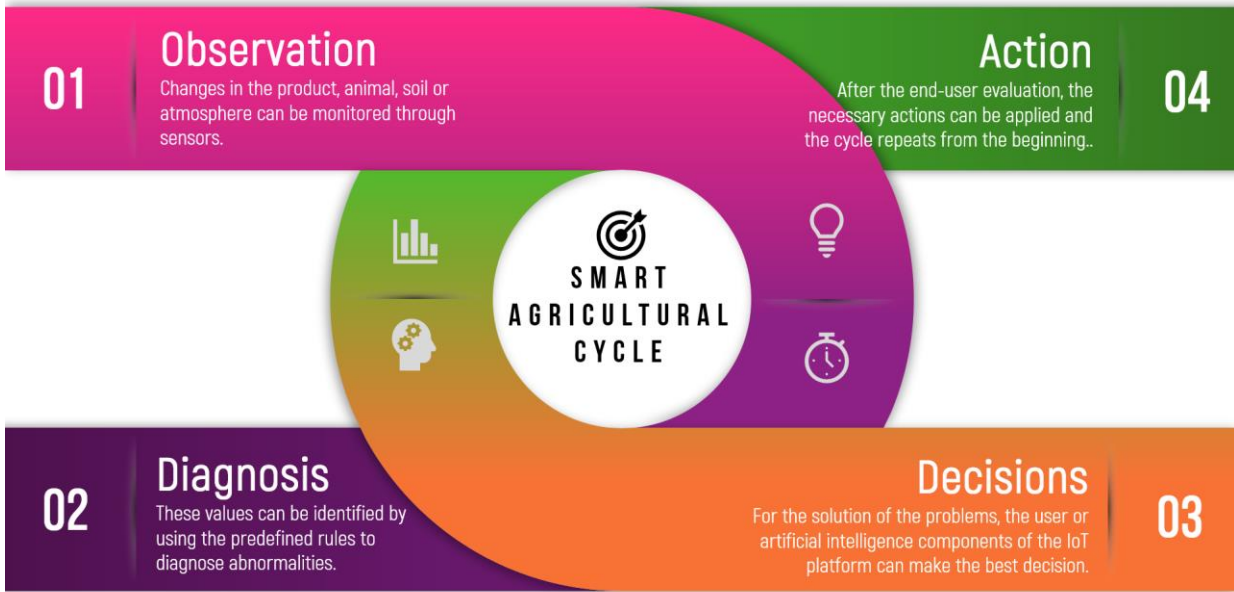 01
Observation
Changes in the product, animal, soil or
atmosphere can be monitored through
sensors.
Action
After the end-user evaluation, the
necessary actions can be applied and
the cycle repeats from the beginning..
04
SMART
AGRICULTURAL
CYCLE
02
Diagnosis
These values can be identified by
using the predefined rules to
diagnose abnormalities.
Decisions
For the solution of the problems, the user or
artificial intelligence components of the IoT
platform can make the best decision.
03